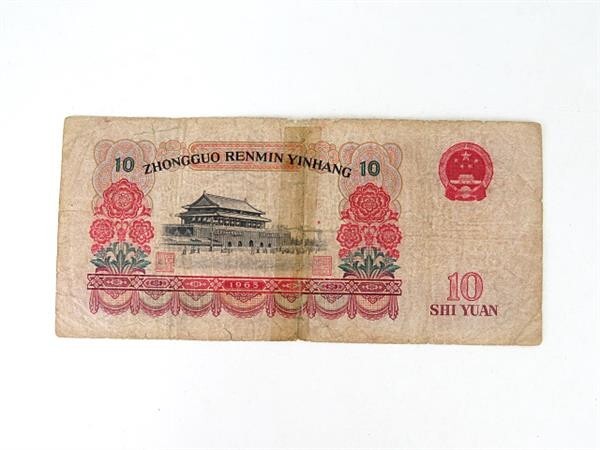 10 ZHONGGUO RENMIN YINHANG 10
1965
10
SHI YUAN